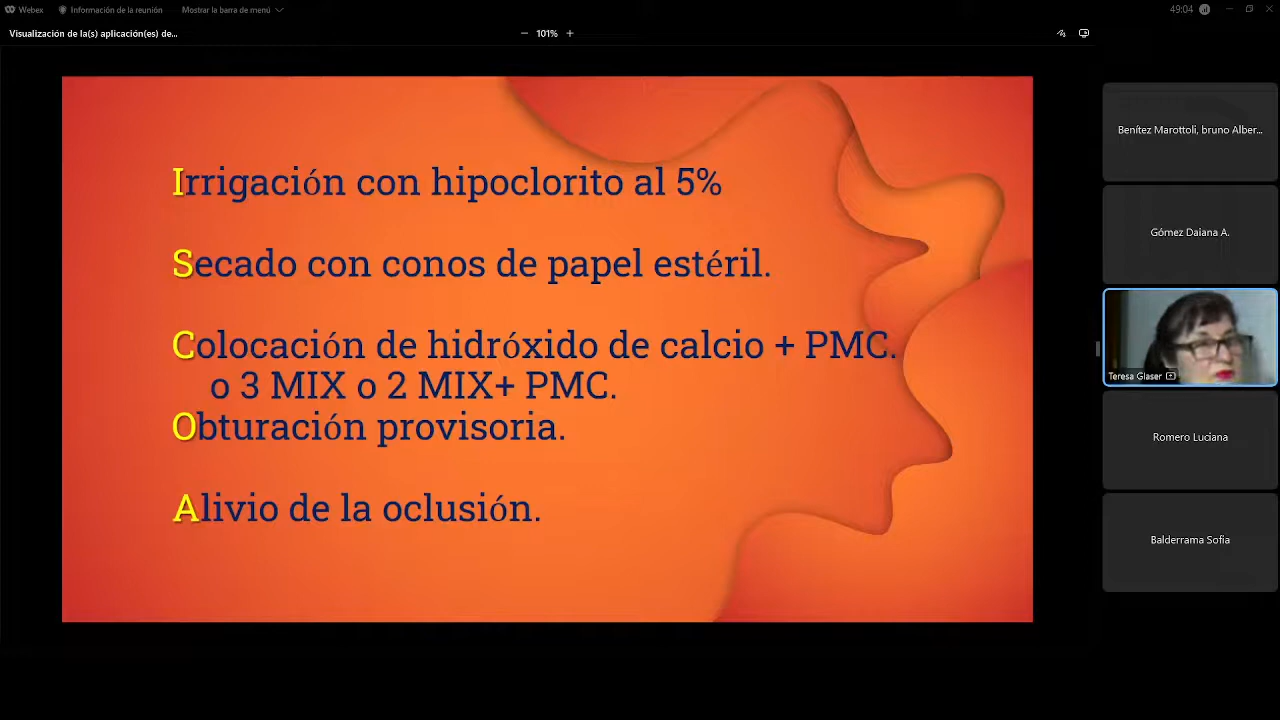 Webex
Información de la reunión
Mostrar la barra de menú
49:04
Visualización de la(s) aplicación(es) de...
101%
Irrigación con hipoclorito al 5%
Secado con conos de papel estéril.
Colocación de hidróxido de calcio + PMC.
o 3 MIX o 2 MIX+ PMC.
Obturación provisoria.
Alivio de la oclusión.
Benítez Marottoli, bruno Alber...
Gómez Daiana A.
Teresa Glaser
Romero Luciana
Balderrama Sofia